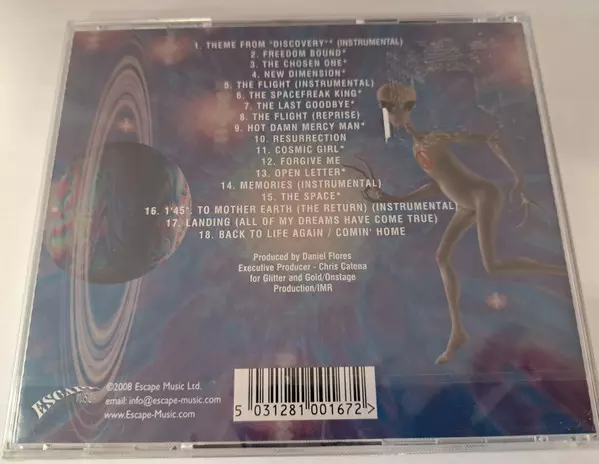 1. THEME FROM "DISCOVERY"* (INSTRUMENTAL)
2. FREEDOM BOUND*
3. THE CHOSEN ONE*
4. NEW DIMENSION*
5. THE FLIGHT (INSTRUMENTAL)
6. THE SPACEFREAK KING*
7. THE LAST GOODBYE*
8. THE FLIGHT (REPRISE)
9. HOT DAMN MERCY MAN*
10. RESURRECTION
11. COSMIC GIRL*
12. FORGIVE ME
13. OPEN LETTER*
14. MEMORIES (INSTRUMENTAL)
15. THE SPACE*
16. 1'45". TO MOTHER EARTH (THE RETURN) (INSTRUMENTAL)
17. LANDING (ALL OF MY DREAMS HAVE COME TRUE)
18. BACK TO LIFE AGAIN / COMIN' HOME
Produced by Daniel Flores
Executive Producer - Chris Catena
for Glitter and Gold/Onstage
Production/IMR
ESCAPE
©2008 Escape Music Ltd.
email: info@escape-music.com
www.Escape-Music.com
5 031281 001672 >